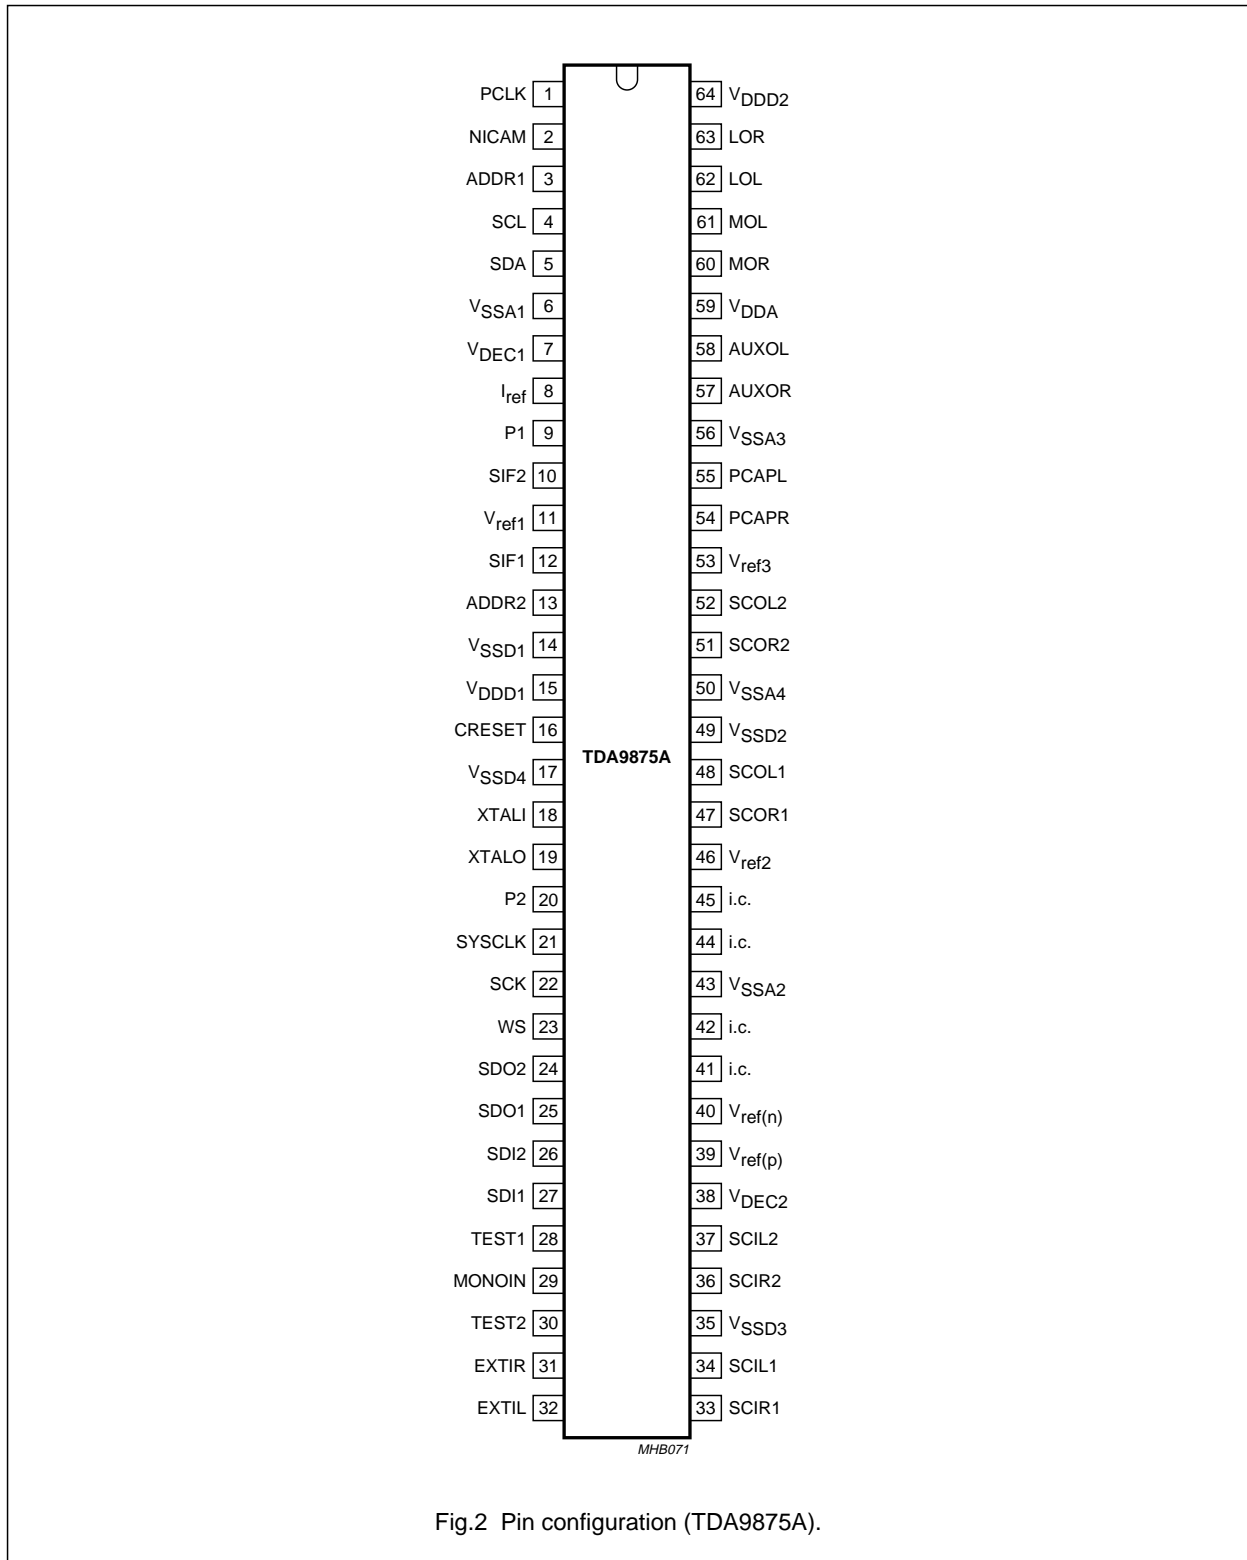 PCLK 1 64 VDDD2
NICAM 2 63 LOR
ADDR1 3 62 LOL
SCL 4 61 MOL
SDA 5 60 MOR
VSSA1 6 59 VDDA
VDEC1 7 58 AUXOL
Iref 8 57 AUXOR
P1 9 56 VSSA3
SIF2 10 55 PCAPL
Vref1 11 54 PCAPR
SIF1 12 53 Vref3
ADDR2 13 52 SCOL2
VSSD1 14 51 SCOR2
VDDD1 15 50 VSSA4
CRESET 16 49 VSSD2
TDA9875A
VSSD4 17 48 SCOL1
XTALI 18 47 SCOR1
XTALO 19 46 Vref2
P2 20 45 i.c.
SYSCLK 21 44 i.c.
SCK 22 43 VSSA2
WS 23 42 i.c.
SDO2 24 41 i.c.
SDO1 25 40 Vref(n)
SDI2 26 39 Vref(p)
SDI1 27 38 VDEC2
TEST1 28 37 SCIL2
MONOIN 29 36 SCIR2
TEST2 30 35 VSSD3
EXTIR 31 34 SCIL1
EXTIL 32 33 SCIR1
MHB071
Fig.2 Pin configuration (TDA9875A).